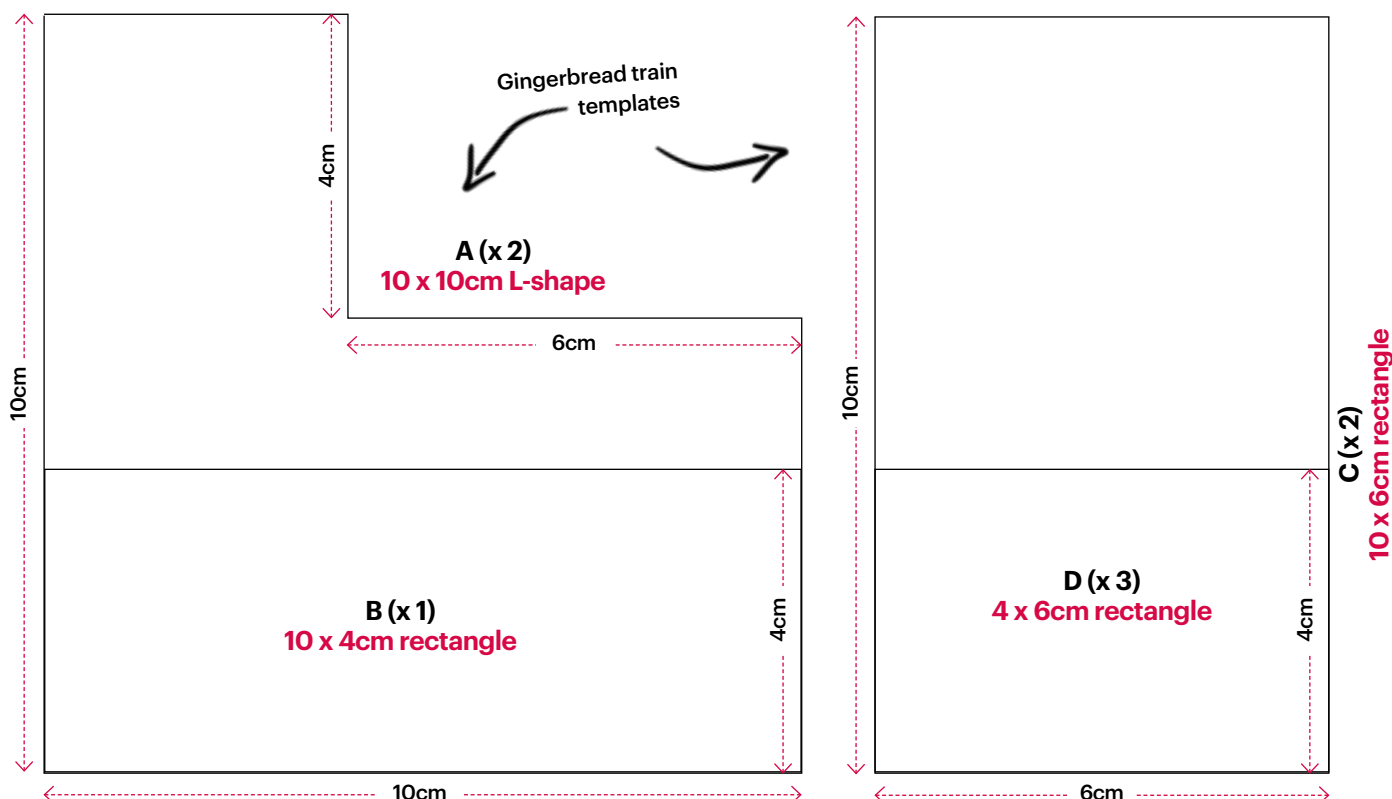 Gingerbread train
templates
4cm
A (x 2)
10 x 10cm L-shape
6cm
10cm
B (x 1)
10 x 4cm rectangle
4cm
10cm
10cm
C (x 2)
10 x 6cm rectangle
D (x 3)
4 x 6cm rectangle
4cm
6cm